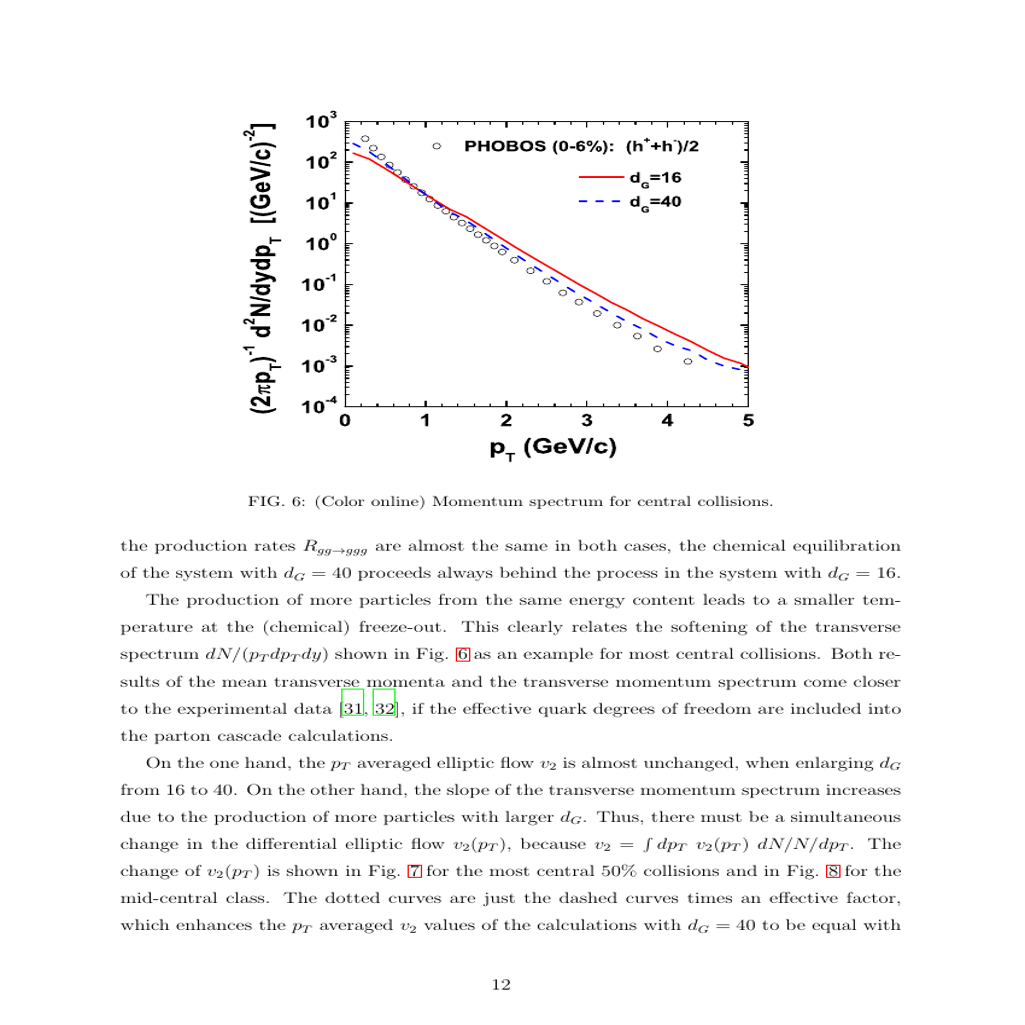 10^3
10^2
10^1
10^0
10^-1
10^-2
10^-3
10^-4
(2πp_T)^-1 d^2N/dydp_T [(GeV/c)^-2]
PHOBOS (0-6%): (h^++h^-)/2
d_G=16
d_G=40
0 1 2 3 4 5
p_T (GeV/c)
FIG. 6: (Color online) Momentum spectrum for central collisions.
the production rates R_gg→ggg are almost the same in both cases, the chemical equilibration
of the system with d_G = 40 proceeds always behind the process in the system with d_G = 16.
The production of more particles from the same energy content leads to a smaller tem-
perature at the (chemical) freeze-out. This clearly relates the softening of the transverse
spectrum dN/(p_T dp_T dy) shown in Fig. 6 as an example for most central collisions. Both re-
sults of the mean transverse momenta and the transverse momentum spectrum come closer
to the experimental data [31, 32], if the effective quark degrees of freedom are included into
the parton cascade calculations.
On the one hand, the p_T averaged elliptic flow v_2 is almost unchanged, when enlarging d_G
from 16 to 40. On the other hand, the slope of the transverse momentum spectrum increases
due to the production of more particles with larger d_G. Thus, there must be a simultaneous
change in the differential elliptic flow v_2(p_T), because v_2 = ∫ dp_T v_2(p_T) dN/N/dp_T. The
change of v_2(p_T) is shown in Fig. 7 for the most central 50% collisions and in Fig. 8 for the
mid-central class. The dotted curves are just the dashed curves times an effective factor,
which enhances the p_T averaged v_2 values of the calculations with d_G = 40 to be equal with
12